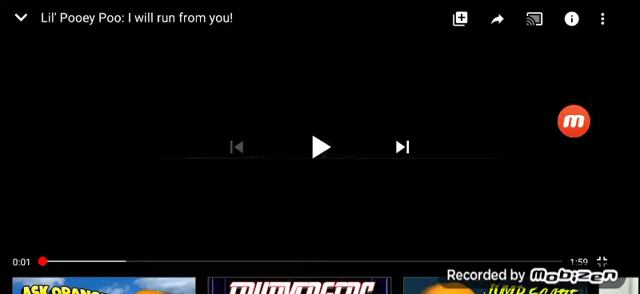 Lil' Pooey Poo: I will run from you!
m
0:01
1:59
Recorded by Mobizen
ASK ORANGE